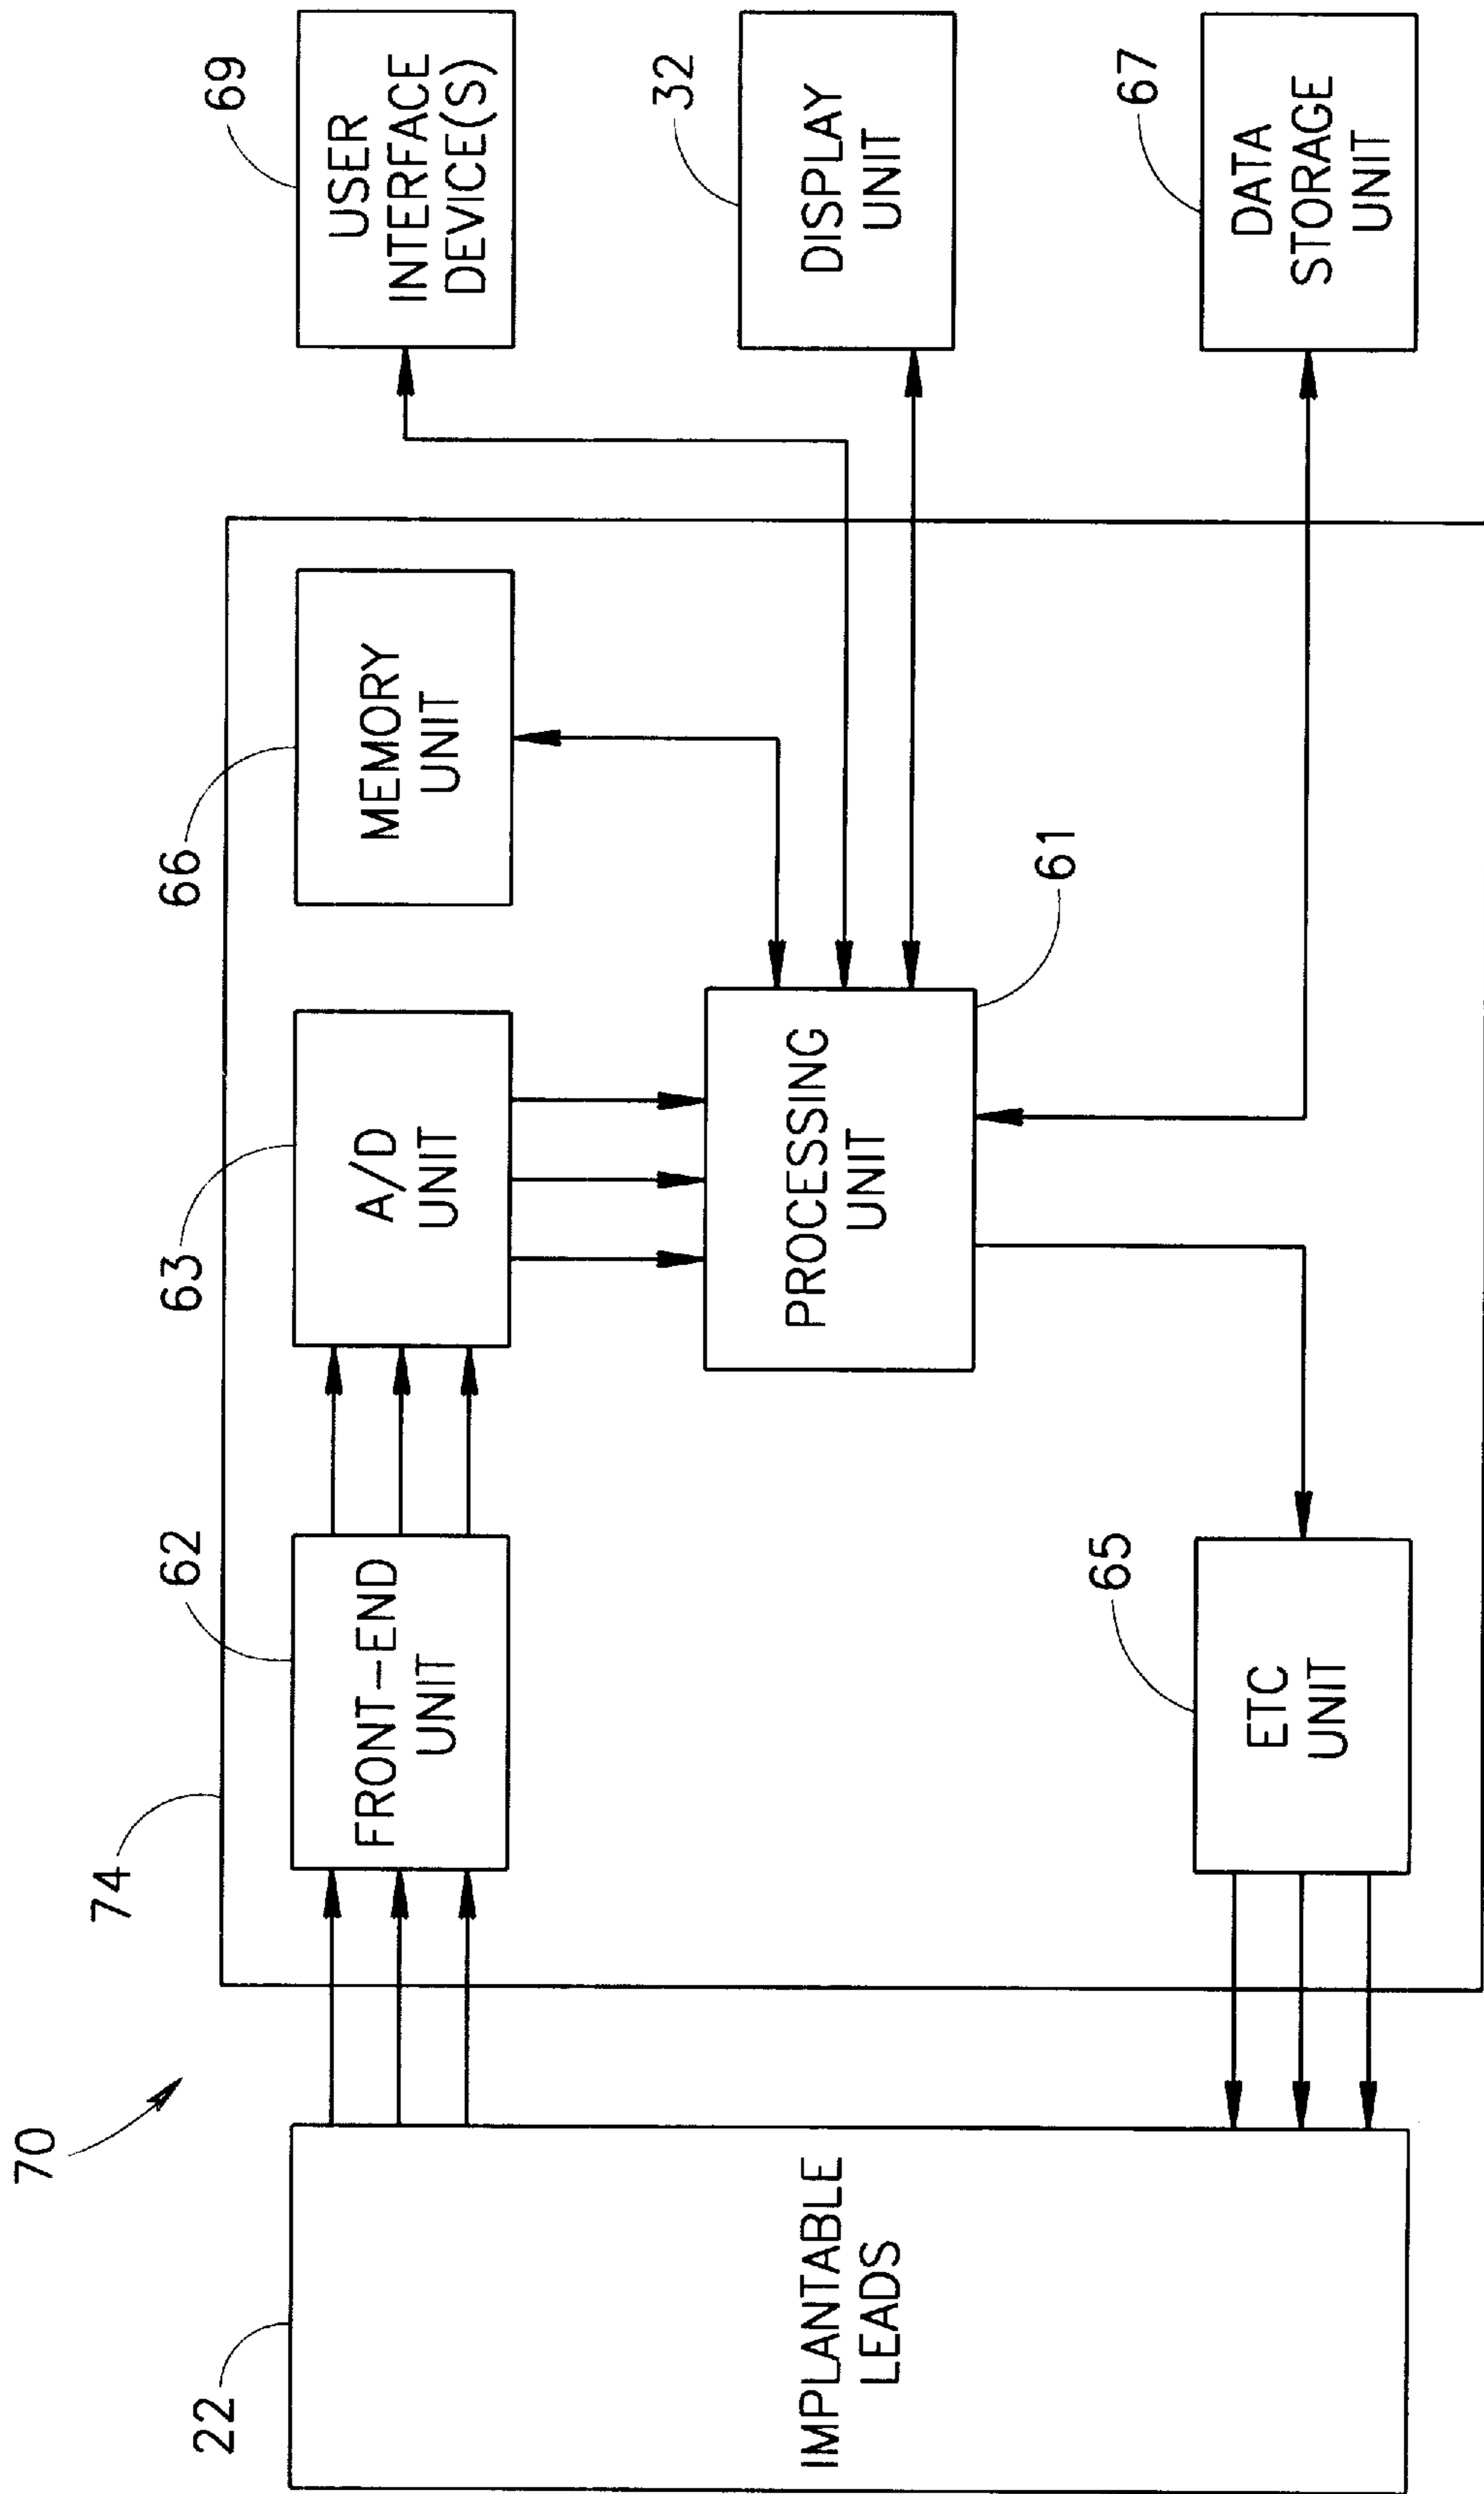 70
74
22
IMPLANTABLE
LEADS
62
FRONT-END
UNIT
63
A/D
UNIT
66
MEMORY
UNIT
69
USER
INTERFACE
DEVICE(S)
61
PROCESSING
UNIT
32
DISPLAY
UNIT
65
ETC
UNIT
67
DATA
STORAGE
UNIT